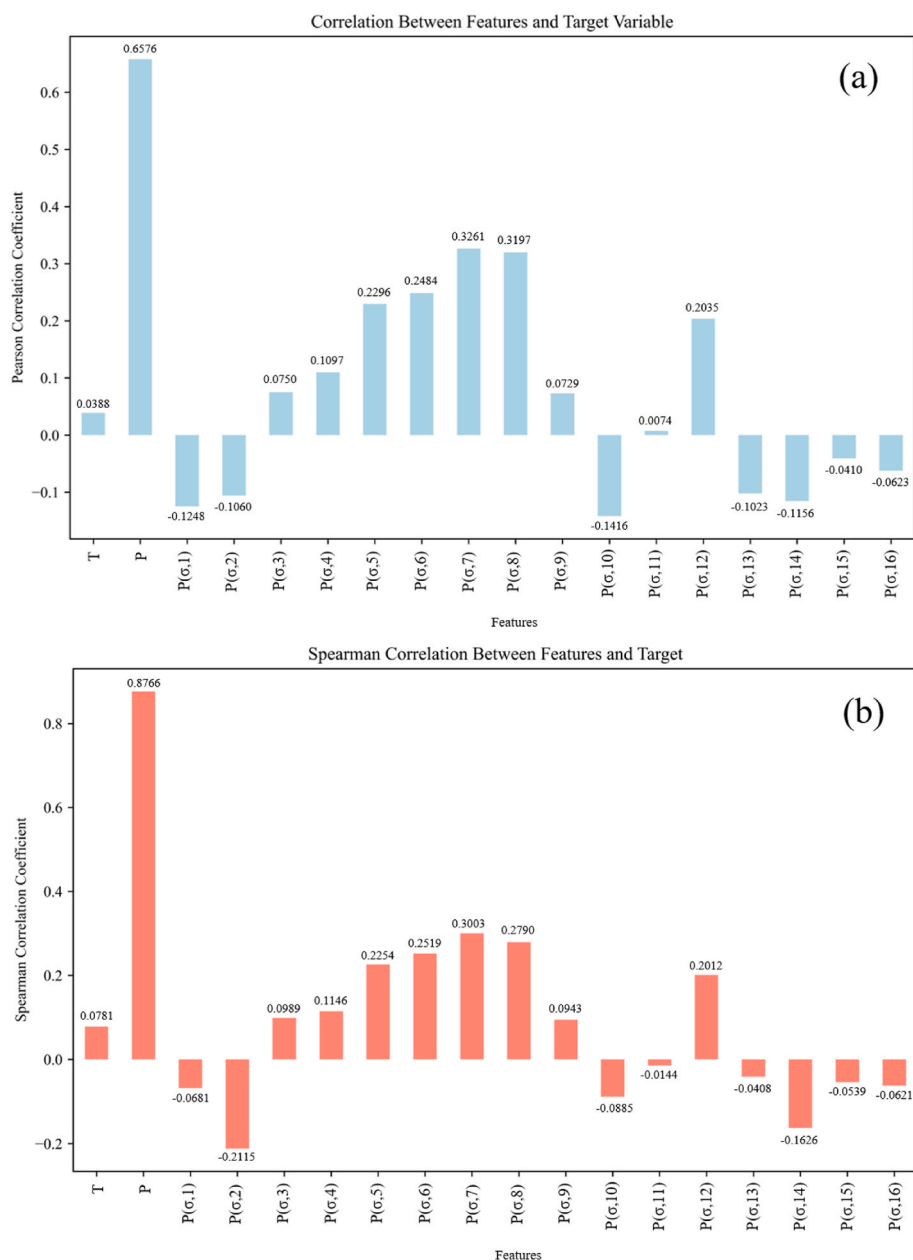 Correlation Between Features and Target Variable
(a)
Pearson Correlation Coefficient
0.6
0.5
0.4
0.3
0.2
0.1
0.0
−0.1
0.0388
0.6576
-0.1248
-0.1060
0.0750
0.1097
0.2296
0.2484
0.3261
0.3197
0.0729
-0.1416
0.0074
0.2035
-0.1023
-0.1156
-0.0410
-0.0623
T
P
P(σ,1)
P(σ,2)
P(σ,3)
P(σ,4)
P(σ,5)
P(σ,6)
P(σ,7)
P(σ,8)
P(σ,9)
P(σ,10)
P(σ,11)
P(σ,12)
P(σ,13)
P(σ,14)
P(σ,15)
P(σ,16)
Features
Spearman Correlation Between Features and Target
(b)
Spearman Correlation Coefficient
0.8
0.6
0.4
0.2
0.0
−0.2
0.0781
0.8766
-0.0681
-0.2115
0.0989
0.1146
0.2254
0.2519
0.3003
0.2790
0.0943
-0.0885
-0.0144
0.2012
-0.0408
-0.1626
-0.0539
-0.0621
T
P
P(σ,1)
P(σ,2)
P(σ,3)
P(σ,4)
P(σ,5)
P(σ,6)
P(σ,7)
P(σ,8)
P(σ,9)
P(σ,10)
P(σ,11)
P(σ,12)
P(σ,13)
P(σ,14)
P(σ,15)
P(σ,16)
Features